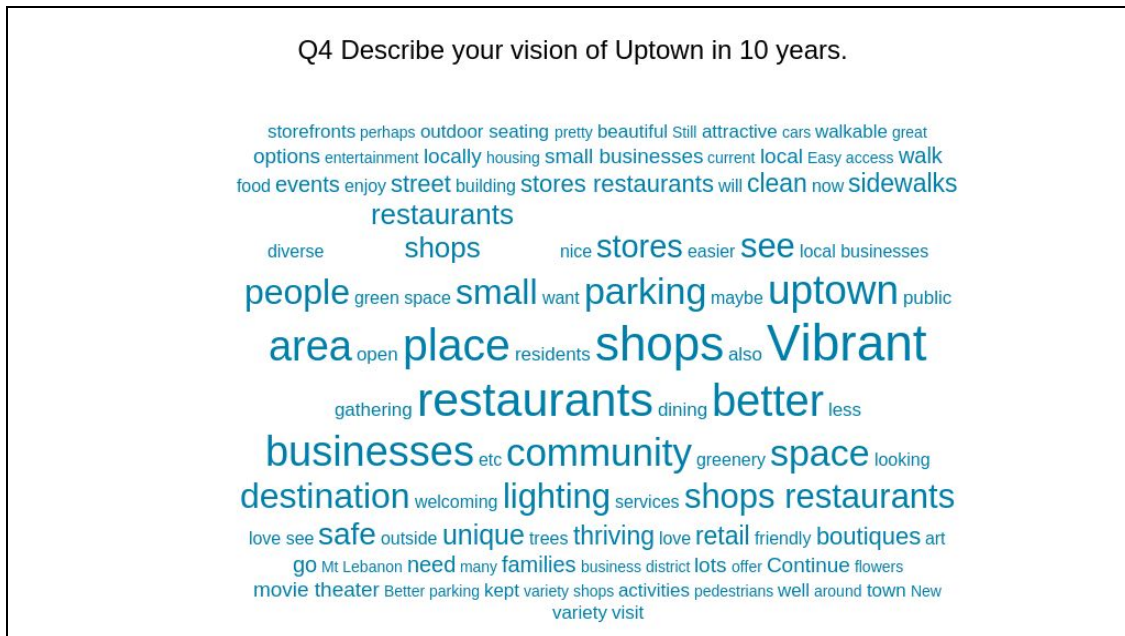 Q4 Describe your vision of Uptown in 10 years.
storefronts perhaps outdoor seating pretty beautiful Still attractive cars walkable great
options entertainment locally housing small businesses current local Easy access walk
food events enjoy street building stores restaurants will clean now sidewalks
restaurants
diverse shops nice stores easier see local businesses
people green space small want parking maybe uptown public
area open place residents shops also Vibrant
gathering restaurants dining better less
businesses etc community greenery space looking
destination welcoming lighting services shops restaurants
love see safe outside unique trees thriving love retail friendly boutiques art
go Mt Lebanon need many families business district lots offer Continue flowers
movie theater Better parking kept variety shops activities pedestrians well around town New
variety visit